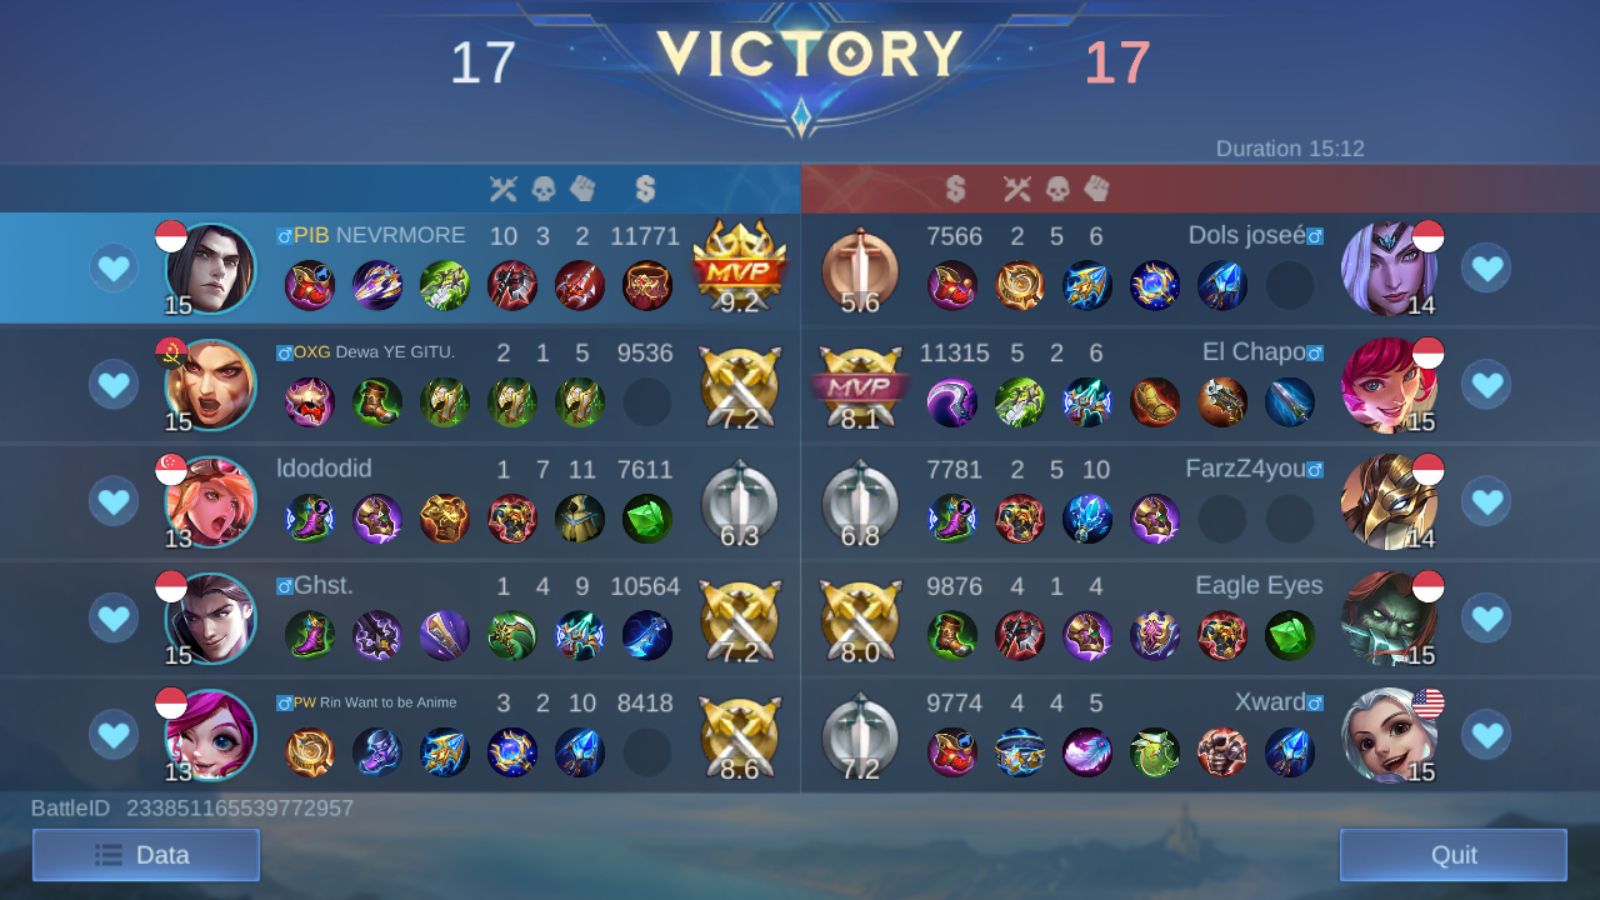 17 VICTORY 17
Duration 15:12
PIB NEVRMORE 10 3 2 11771 MVP 9.2
15
OXG Dewa YE GITU. 2 1 5 9536 7.2
15
ldododid 1 7 11 7611 6.3
13
Ghst. 1 4 9 10564 7.2
15
PW Rin Want to be Anime 3 2 10 8418 8.6
13
5.6 7566 2 5 6 Dols joseé
14
MVP 8.1 11315 5 2 6 El Chapo
15
6.8 7781 2 5 10 FarzZ4you
14
8.0 9876 4 1 4 Eagle Eyes
15
7.2 9774 4 4 5 Xward
15
BattleID 233851165539772957
Data
Quit